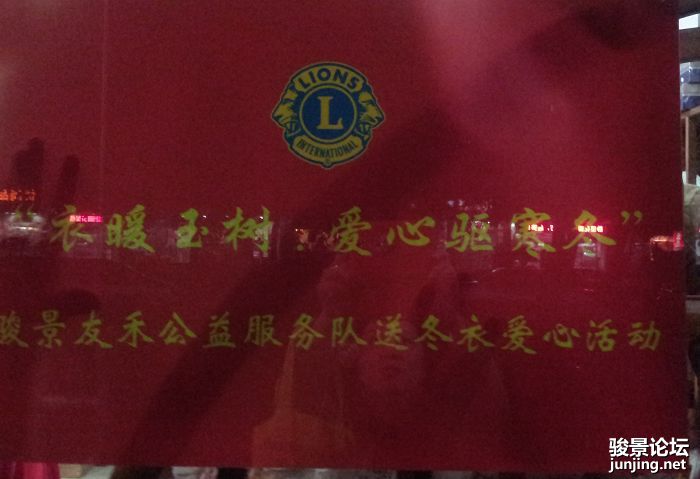 LIONS
L
INTERNATIONAL
“衣暖玉树·爱心驱寒冬”
骏景友禾公益服务队送冬衣爱心活动
骏景论坛
junjing.net